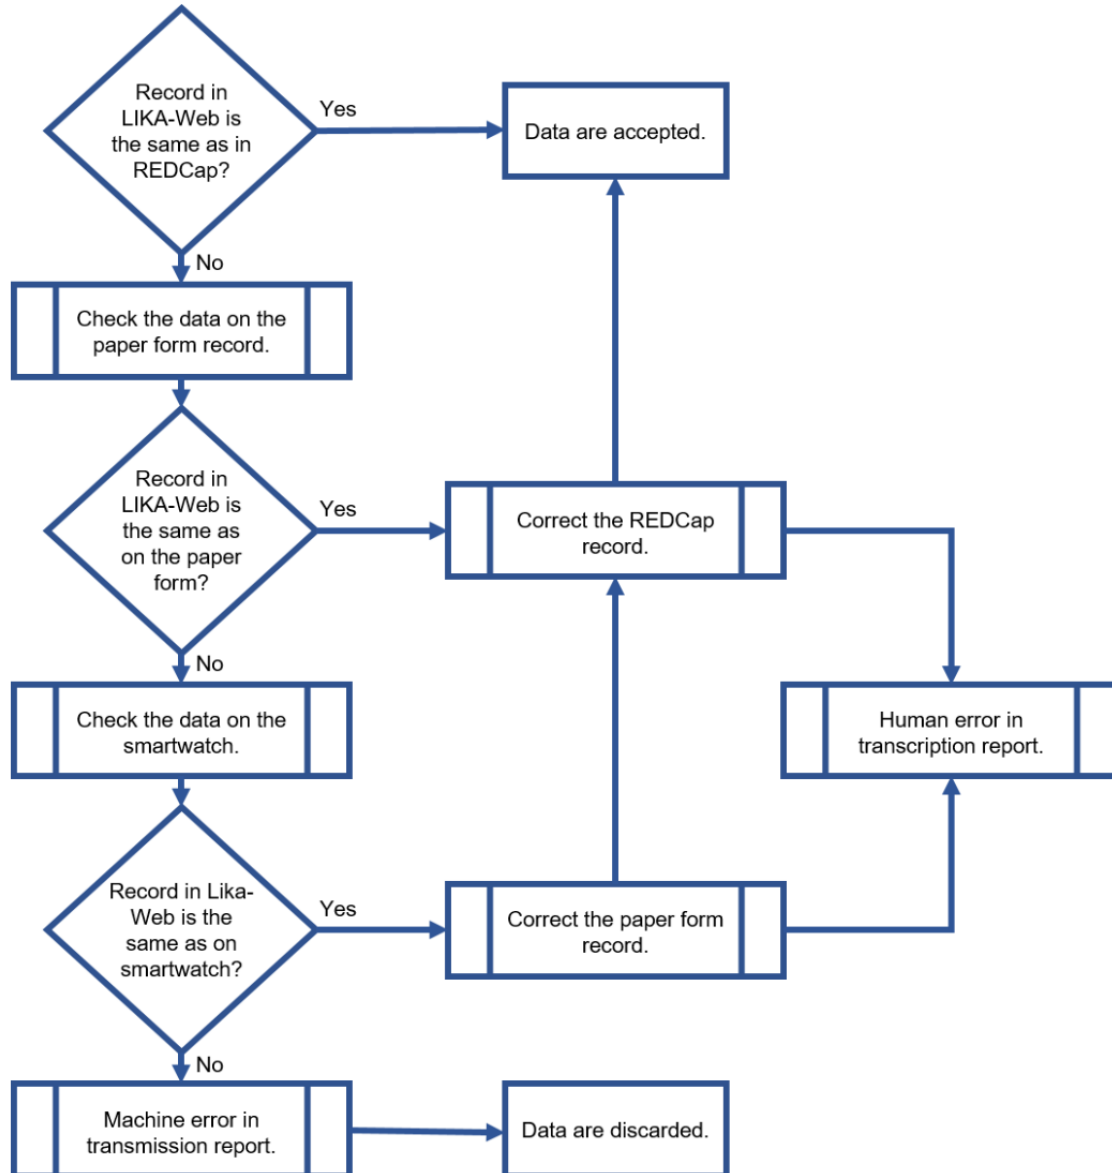 Record in
LIKA-Web is
the same as in
REDCap?
Yes
Data are accepted.
No
Check the data on the
paper form record.
Record in
LIKA-Web is
the same as
on the paper
form?
Yes
Correct the REDCap
record.
No
Check the data on the
smartwatch.
Human error in
transcription report.
Record in Lika-
Web is the
same as on
smartwatch?
Yes
Correct the paper form
record.
No
Machine error in
transmission report.
Data are discarded.